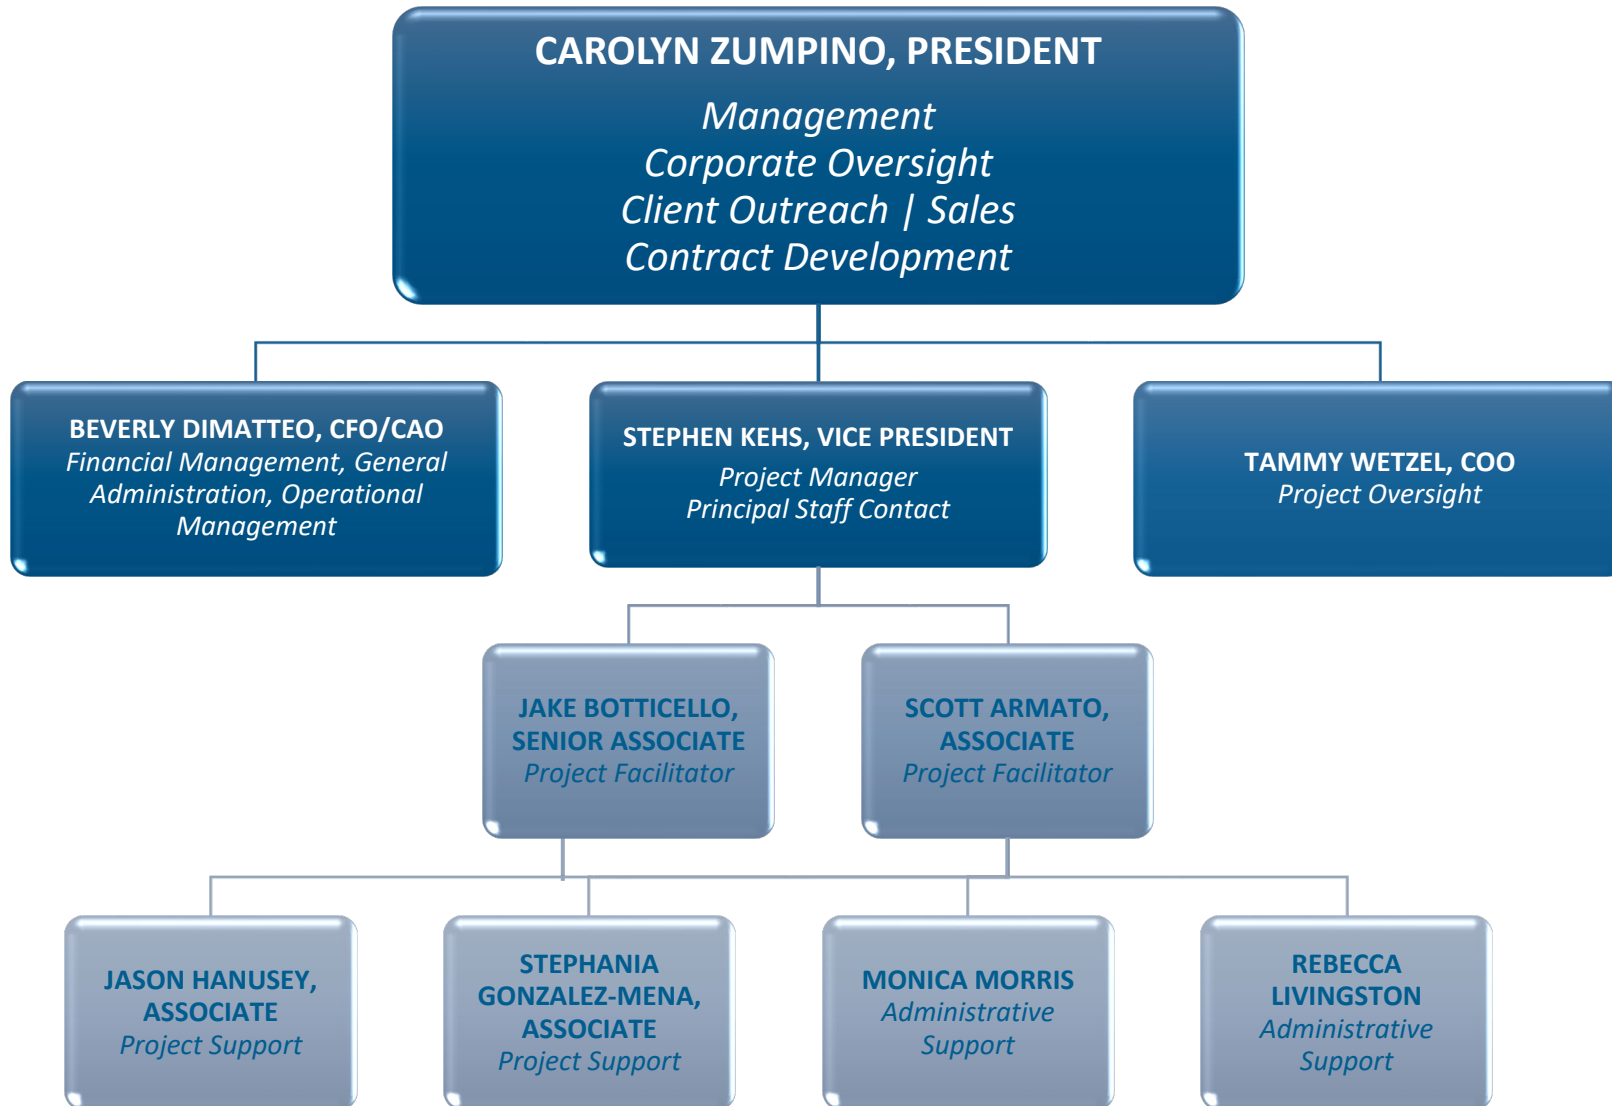 CAROLYN ZUMPINO, PRESIDENT
Management
Corporate Oversight
Client Outreach | Sales
Contract Development
BEVERLY DIMATTEO, CFO/CAO
Financial Management, General
Administration, Operational
Management
STEPHEN KEHS, VICE PRESIDENT
Project Manager
Principal Staff Contact
TAMMY WETZEL, COO
Project Oversight
JAKE BOTTICELLO,
SENIOR ASSOCIATE
Project Facilitator
SCOTT ARMATO,
ASSOCIATE
Project Facilitator
JASON HANUSEY,
ASSOCIATE
Project Support
STEPHANIA
GONZALEZ-MENA,
ASSOCIATE
Project Support
MONICA MORRIS
Administrative
Support
REBECCA
LIVINGSTON
Administrative
Support